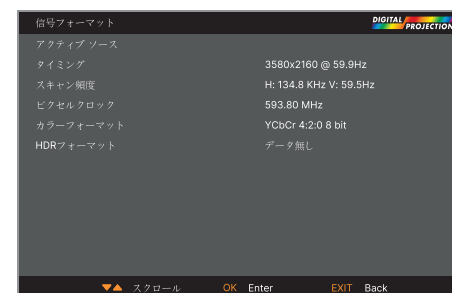 信号フォーマット
DIGITAL PROJECTION
アクティブ ソース
タイミング 3580x2160 @ 59.9Hz
スキャン頻度 H: 134.8 KHz V: 59.5Hz
ピクセルクロック 593.80 MHz
カラーフォーマット YCbCr 4:2:0 8 bit
HDRフォーマット データ無し
▼▲ スクロール OK Enter EXIT Back